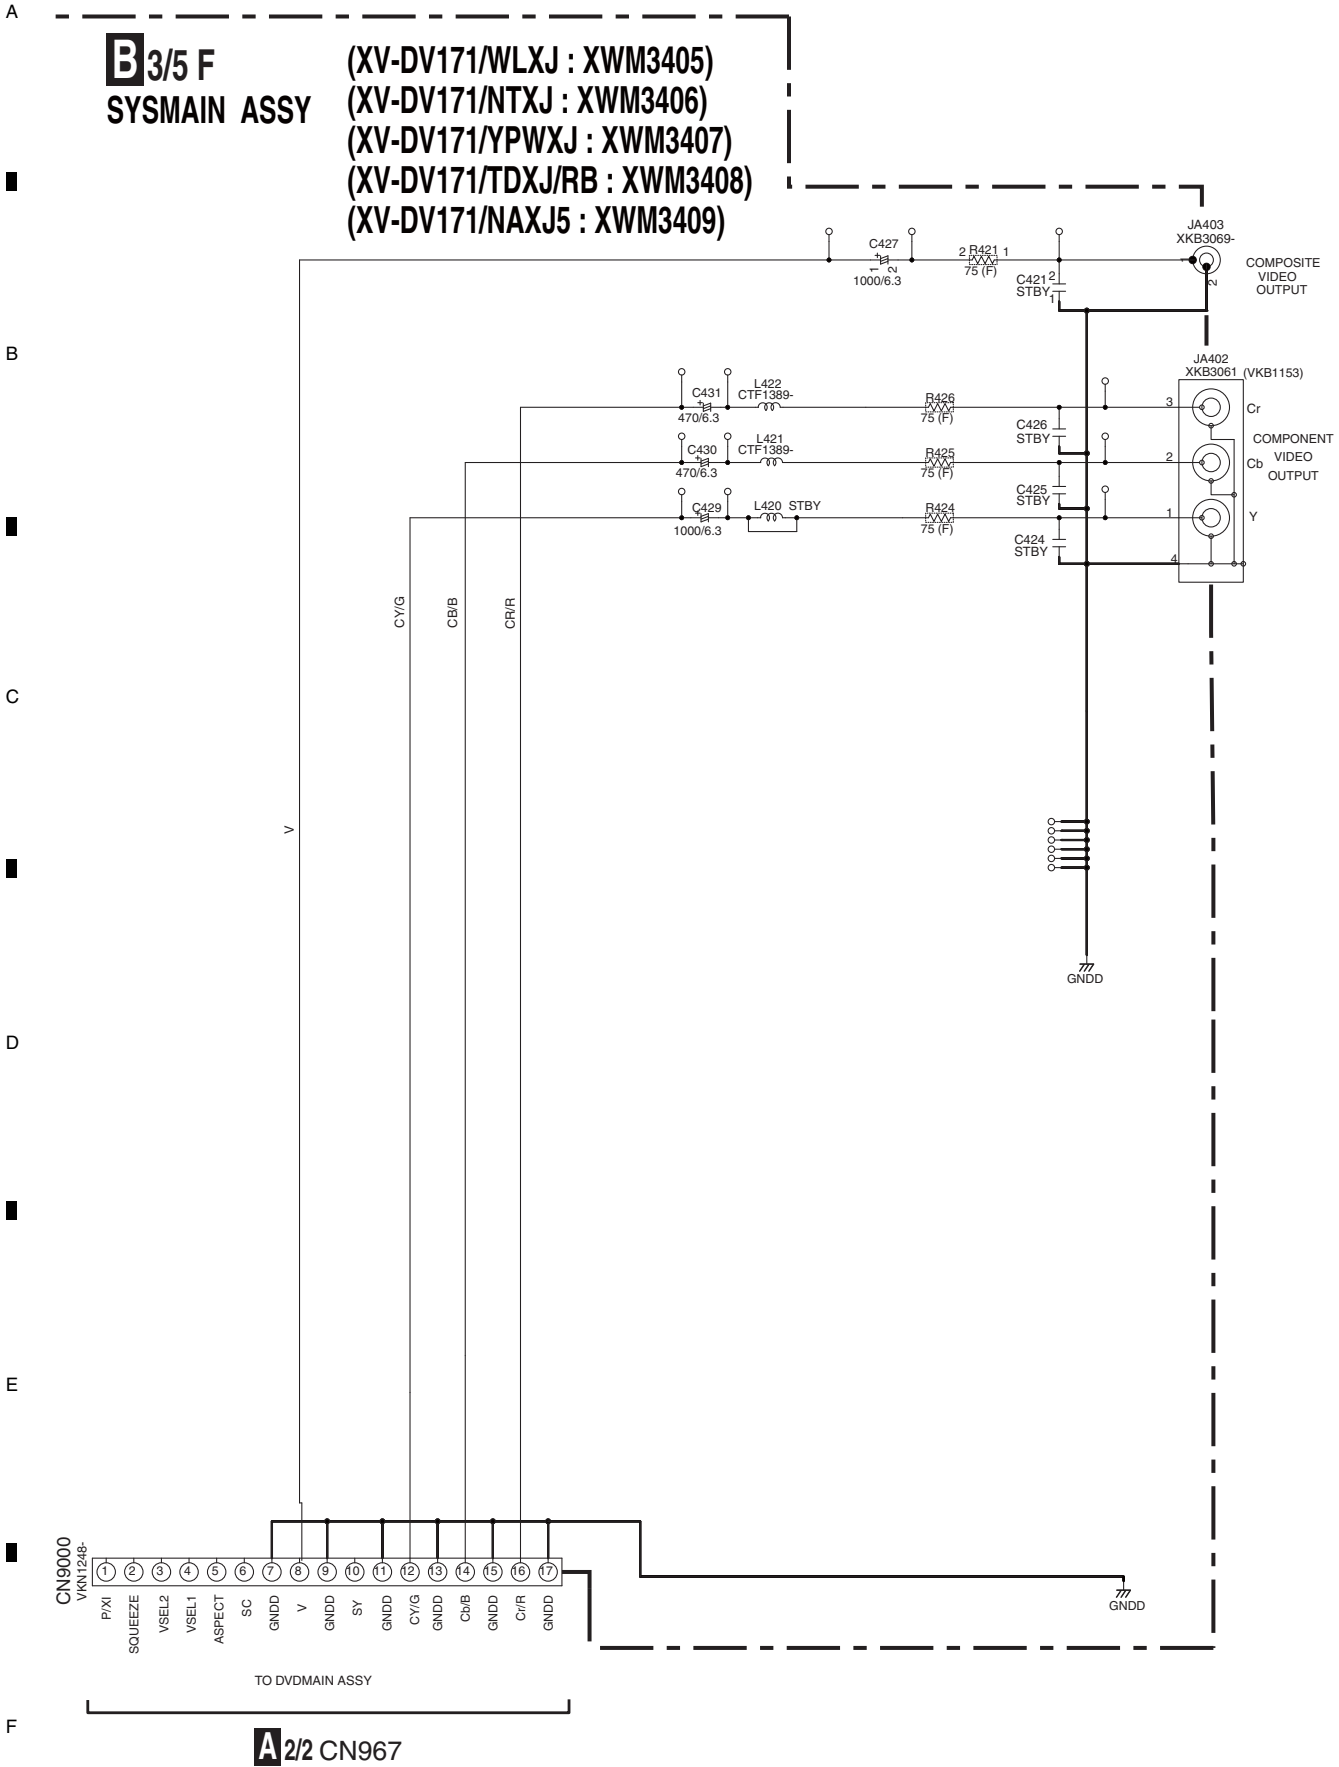 A
B 3/5 F
SYSMAIN ASSY
(XV-DV171/WLXJ : XWM3405)
(XV-DV171/NTXJ : XWM3406)
(XV-DV171/YPWXJ : XWM3407)
(XV-DV171/TDXJ/RB : XWM3408)
(XV-DV171/NAXJ5 : XWM3409)
JA403
XKB3069-
C427
1 2
1000/6.3
2 R421 1
75 (F)
C421
STBY
2
1
1
2
COMPOSITE
VIDEO
OUTPUT
B
JA402
XKB3061 (VKB1153)
C431
470/6.3
L422
CTF1389-
R426
75 (F)
C426
STBY
3
Cr
C430
470/6.3
L421
CTF1389-
R425
75 (F)
C425
STBY
2
Cb
COMPONENT
VIDEO
OUTPUT
C429
1000/6.3
L420 STBY
R424
75 (F)
C424
STBY
1
Y
4
CY/G
CB/B
CR/R
C
V
GNDD
D
E
CN9000
VKN1248-
1 2 3 4 5 6 7 8 9 10 11 12 13 14 15 16 17
P/XI
SQUEEZE
VSEL2
VSEL1
ASPECT
SC
GNDD
V
GNDD
SY
GNDD
CY/G
GNDD
Cb/B
GNDD
Cr/R
GNDD
GNDD
TO DVDMAIN ASSY
F
A 2/2 CN967